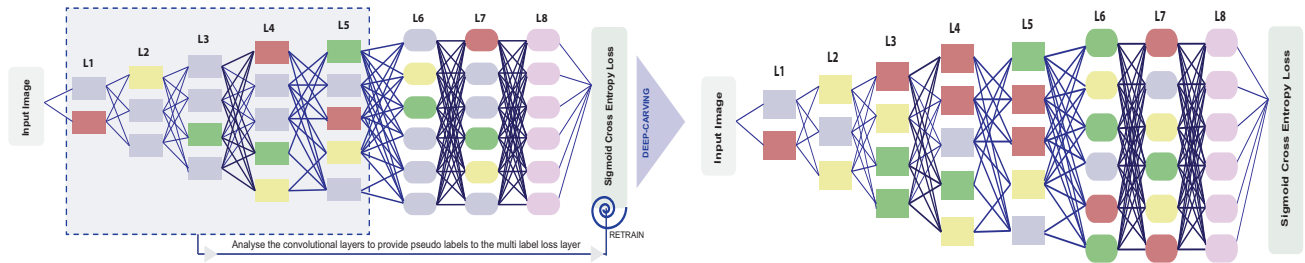 Input Image
L1
L2
L3
L4
L5
L6
L7
L8
Sigmoid Cross Entropy Loss
RETRAIN
Analyse the convolutional layers to provide pseudo labels to the multi label loss layer
DEEP-CARVING
Input Image
L1
L2
L3
L4
L5
L6
L7
L8
Sigmoid Cross Entropy Loss